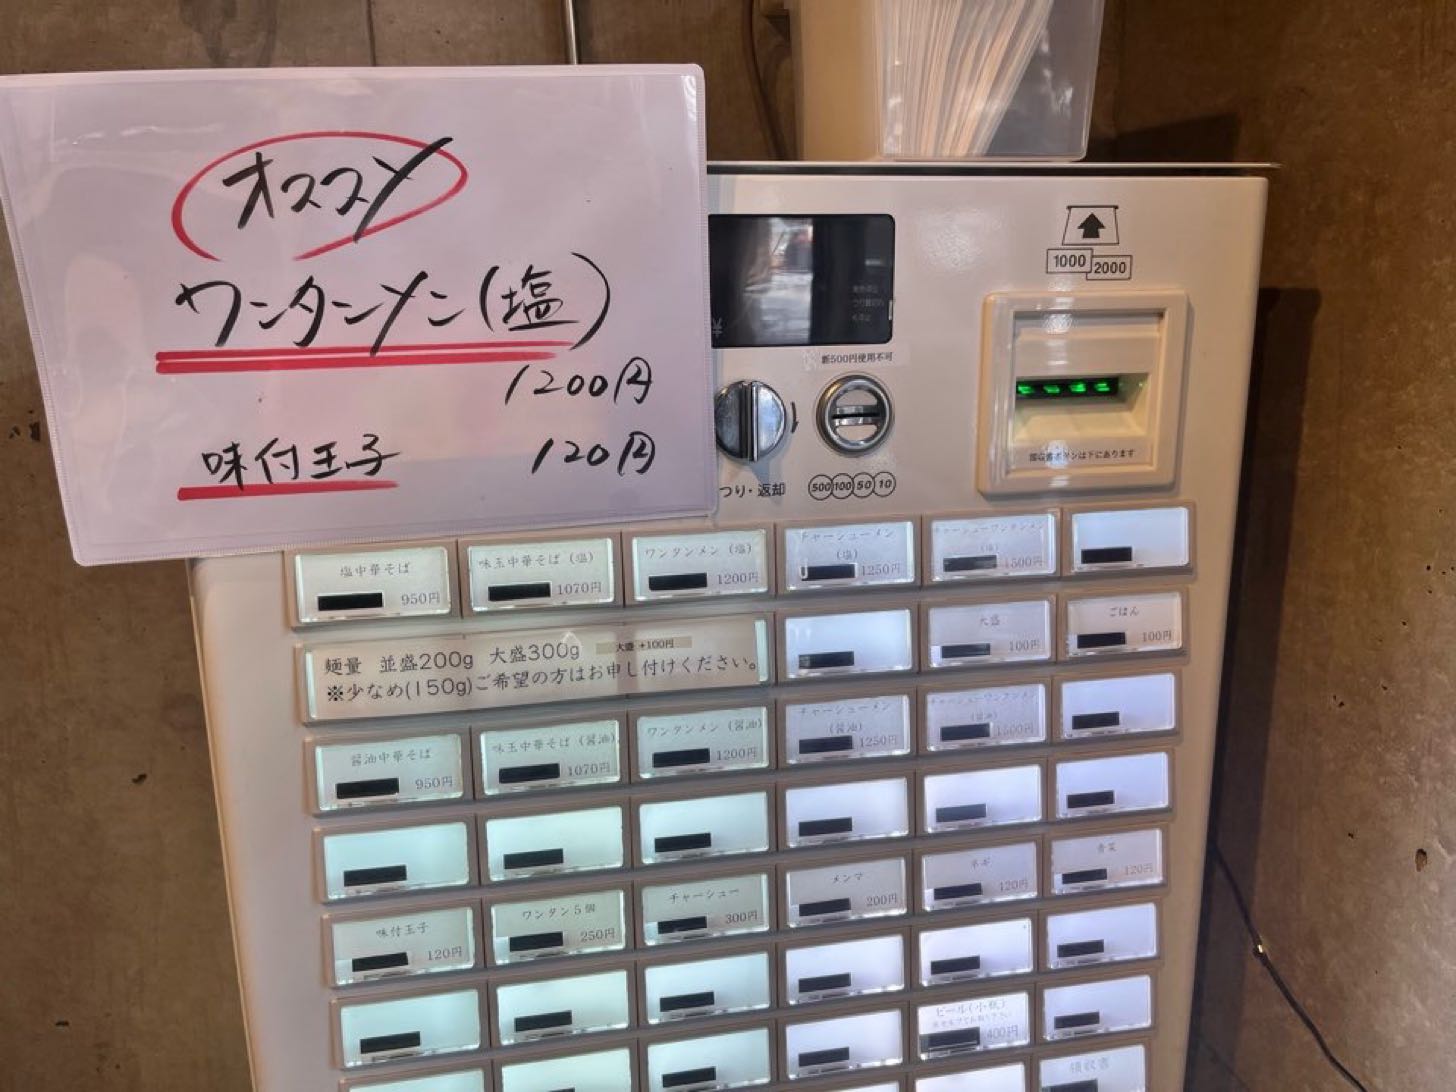 オススメ
ワンタンメン(塩)
1200円
味付玉子 120円
1000 2000
新500円使用不可
つり・返却
500 100 50 10
塩中華そば 950円
味玉中華そば(塩) 1070円
ワンタンメン(塩) 1200円
チャーシューメン(塩) 1250円
チャーシューワンタンメン(塩) 1500円
麺量 並盛200g 大盛300g 大盛 +100円
※少なめ(150g)ご希望の方はお申し付けください。
大盛 100円
ごはん 100円
醤油中華そば 950円
味玉中華そば(醤油) 1070円
ワンタンメン(醤油) 1200円
チャーシューメン(醤油) 1250円
チャーシューワンタンメン(醤油) 1500円
味付玉子 120円
ワンタン5個 250円
チャーシュー 300円
メンマ 200円
ネギ 120円
青菜 120円
ビール(小瓶)
400円
領収書